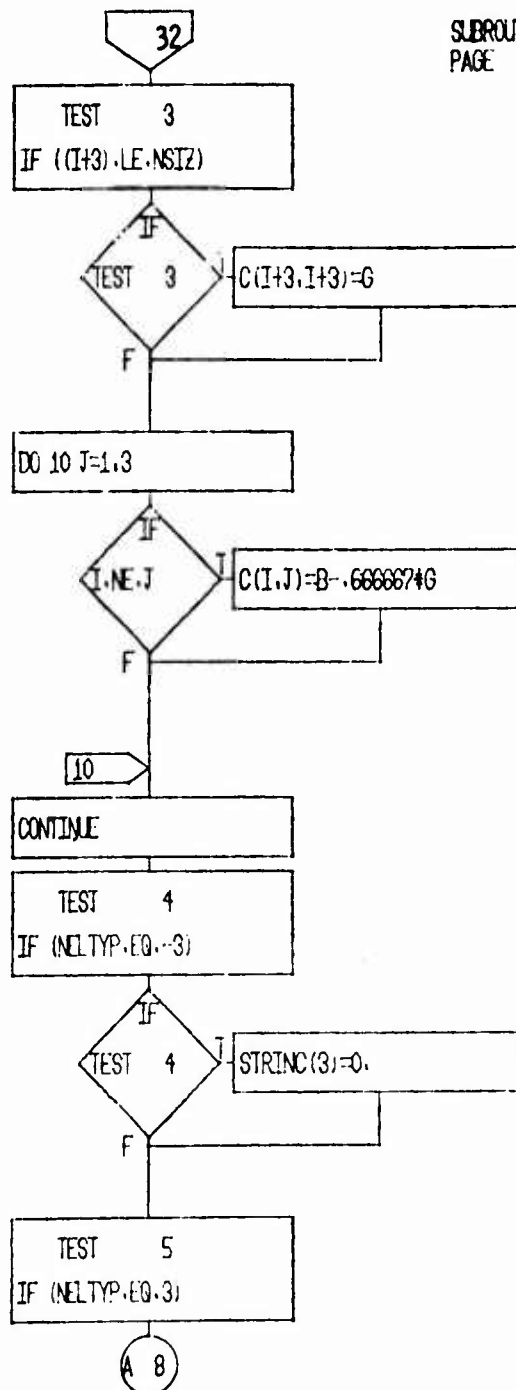 32
SUBROU
PAGE
TEST 3
IF ((I+3).LE.NSIZ)
IF
TEST 3
T
C(I+3,I+3)=G
F
DO 10 J=1,3
IF
I.NE.J
T
C(I,J)=B-.666667*G
F
10
CONTINUE
TEST 4
IF (NELTYP.EQ.-3)
IF
TEST 4
T
STRINC(3)=0.
F
TEST 5
IF (NELTYP.EQ.3)
A 8